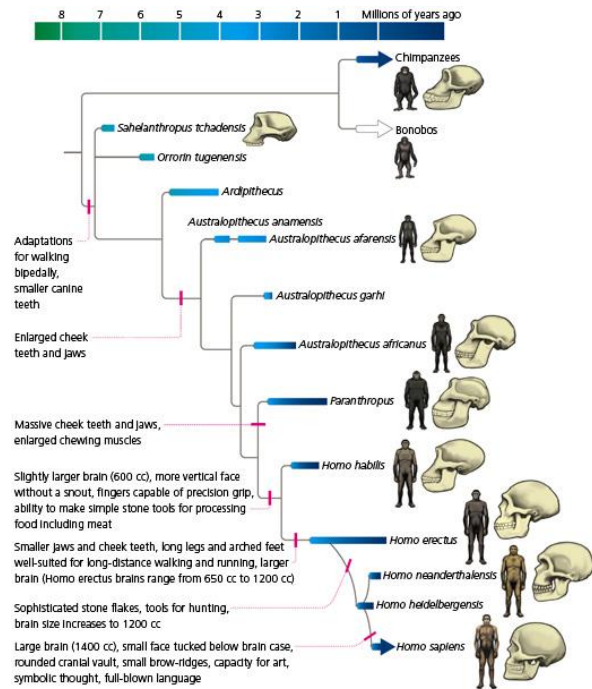 8 7 6 5 4 3 2 1 Millions of years ago
Chimpanzees
Sahelanthropus tchadensis
Bonobos
Orrorin tugenensis
Ardipithecus
Australopithecus anamensis
Australopithecus afarensis
Adaptations
for walking
bipedally,
smaller canine
teeth
Australopithecus garhi
Enlarged cheek
teeth and jaws
Australopithecus africanus
Paranthropus
Massive cheek teeth and jaws,
enlarged chewing muscles
Homo habilis
Slightly larger brain (600 cc), more vertical face
without a snout, fingers capable of precision grip,
ability to make simple stone tools for processing
food including meat
Homo erectus
Smaller jaws and cheek teeth, long legs and arched feet
well-suited for long-distance walking and running, larger
brain (Homo erectus brains range from 650 cc to 1200 cc)
Homo neanderthalensis
Homo heidelbergensis
Sophisticated stone flakes, tools for hunting,
brain size increases to 1200 cc
Homo sapiens
Large brain (1400 cc), small face tucked below brain case,
rounded cranial vault, small brow-ridges, capacity for art,
symbolic thought, full-blown language